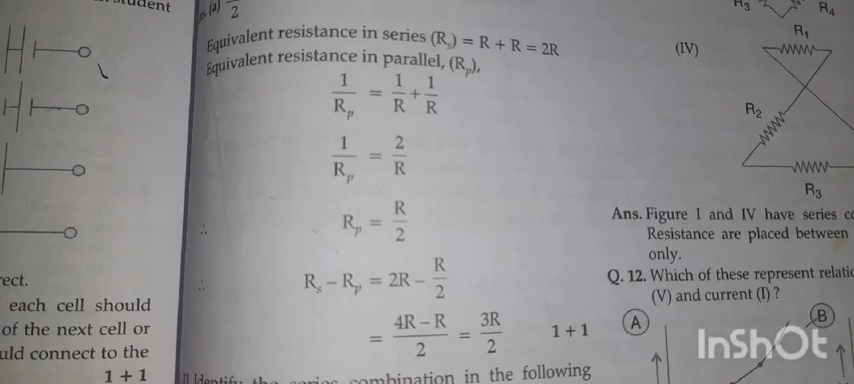 (a) 2
Equivalent resistance in series (Rₛ) = R + R = 2R
Equivalent resistance in parallel, (Rₚ),
1/Rₚ = 1/R + 1/R
1/Rₚ = 2/R
∴ Rₚ = R/2
∴ Rₛ – Rₚ = 2R – R/2
= (4R – R)/2 = 3R/2 1 + 1
the series combination in the following
rect.
each cell should
of the next cell or
uld connect to the
1 + 1
R₃ R₄
(IV)
R₁
R₂
R₃
Ans. Figure I and IV have series
Resistance are placed between
only.
Q. 12. Which of these represent
(V) and current (I) ?
A B
InShOt